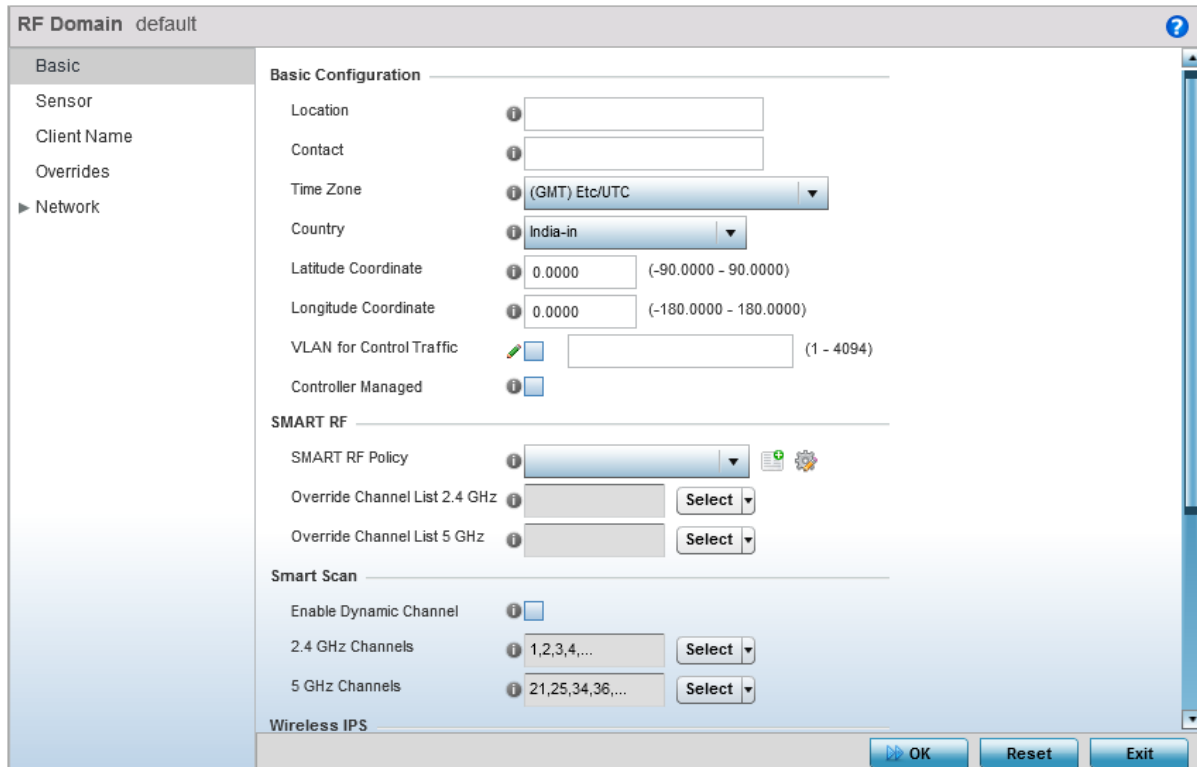 RF Domain default
?
Basic
Sensor
Client Name
Overrides
Network
Basic Configuration
Location
Contact
Time Zone (GMT) Etc/UTC
Country India-in
Latitude Coordinate 0.0000 (-90.0000 - 90.0000)
Longitude Coordinate 0.0000 (-180.0000 - 180.0000)
VLAN for Control Traffic (1 - 4094)
Controller Managed
SMART RF
SMART RF Policy
Override Channel List 2.4 GHz Select
Override Channel List 5 GHz Select
Smart Scan
Enable Dynamic Channel
2.4 GHz Channels 1,2,3,4,... Select
5 GHz Channels 21,25,34,36,... Select
Wireless IPS
OK Reset Exit